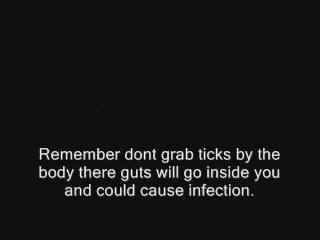 Remember dont grab ticks by the
body there guts will go inside you
and could cause infection.